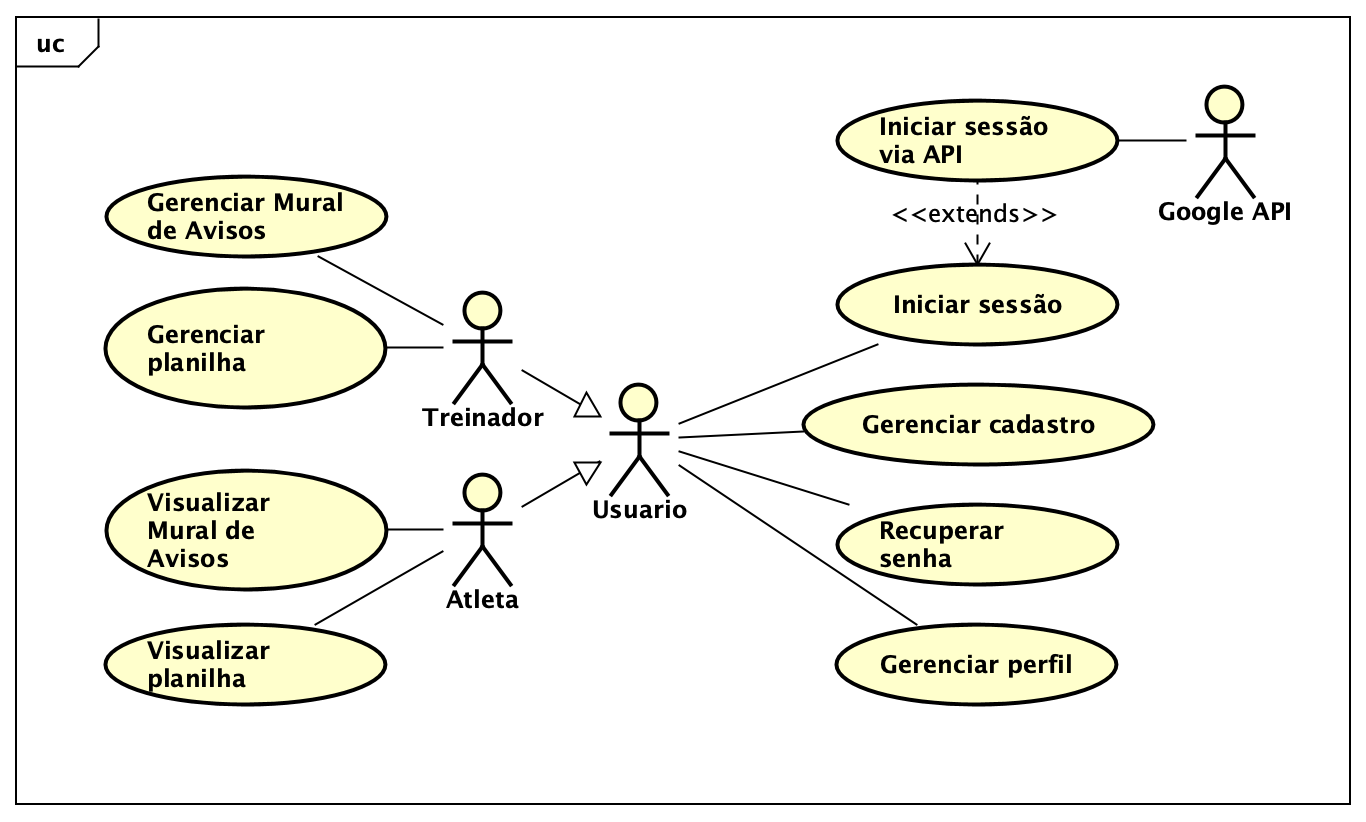 uc
Iniciar sessão
via API
Google API
<<extends>>
Iniciar sessão
Gerenciar Mural
de Avisos
Gerenciar
planilha
Treinador
Usuario
Gerenciar cadastro
Visualizar
Mural de
Avisos
Atleta
Recuperar
senha
Visualizar
planilha
Gerenciar perfil